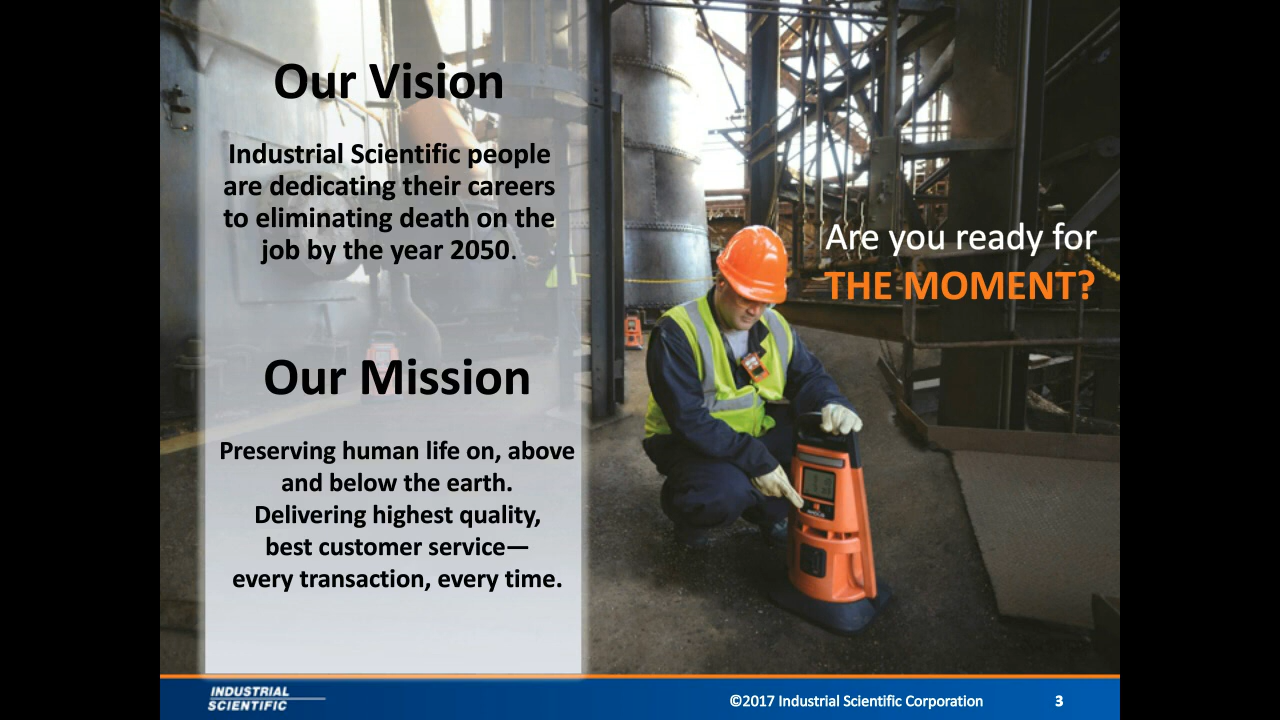 Our Vision
Industrial Scientific people
are dedicating their careers
to eliminating death on the
job by the year 2050.
Our Mission
Preserving human life on, above
and below the earth.
Delivering highest quality,
best customer service—
every transaction, every time.
Are you ready for
THE MOMENT?
INDUSTRIAL
SCIENTIFIC
©2017 Industrial Scientific Corporation
3